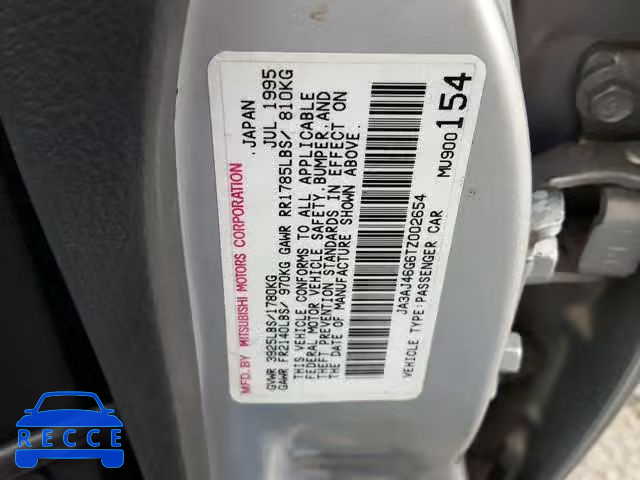 MFD.BY MITSUBISHI MOTORS CORPORATION ,JAPAN
GVWR 3925LBS/1780KG JUL 1995
GAWR FR2140LBS/ 970KG GAWR RR1785LBS/ 810KG
THIS VEHICLE CONFORMS TO ALL APPLICABLE
FEDERAL MOTOR VEHICLE SAFETY,BUMPER,AND
THEFT PREVENTION STANDARDS IN EFFECT ON
THE DATE OF MANUFACTURE SHOWN ABOVE.
JA3AJ46G6TZ002654
VEHICLE TYPE:PASSENGER CAR
MU900154
RECCE